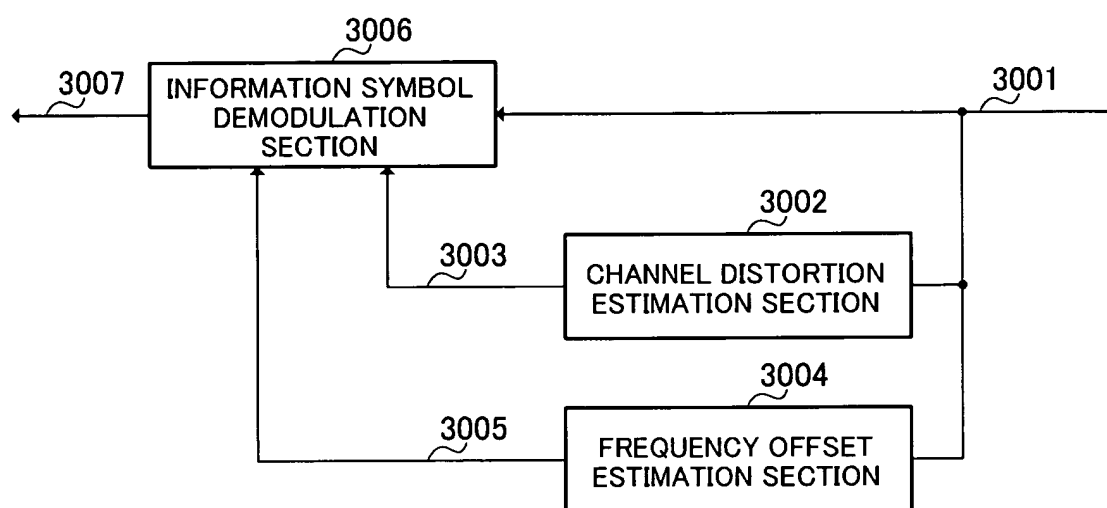 3006
3007
INFORMATION SYMBOL
DEMODULATION
SECTION
3001
3002
3003
CHANNEL DISTORTION
ESTIMATION SECTION
3004
3005
FREQUENCY OFFSET
ESTIMATION SECTION